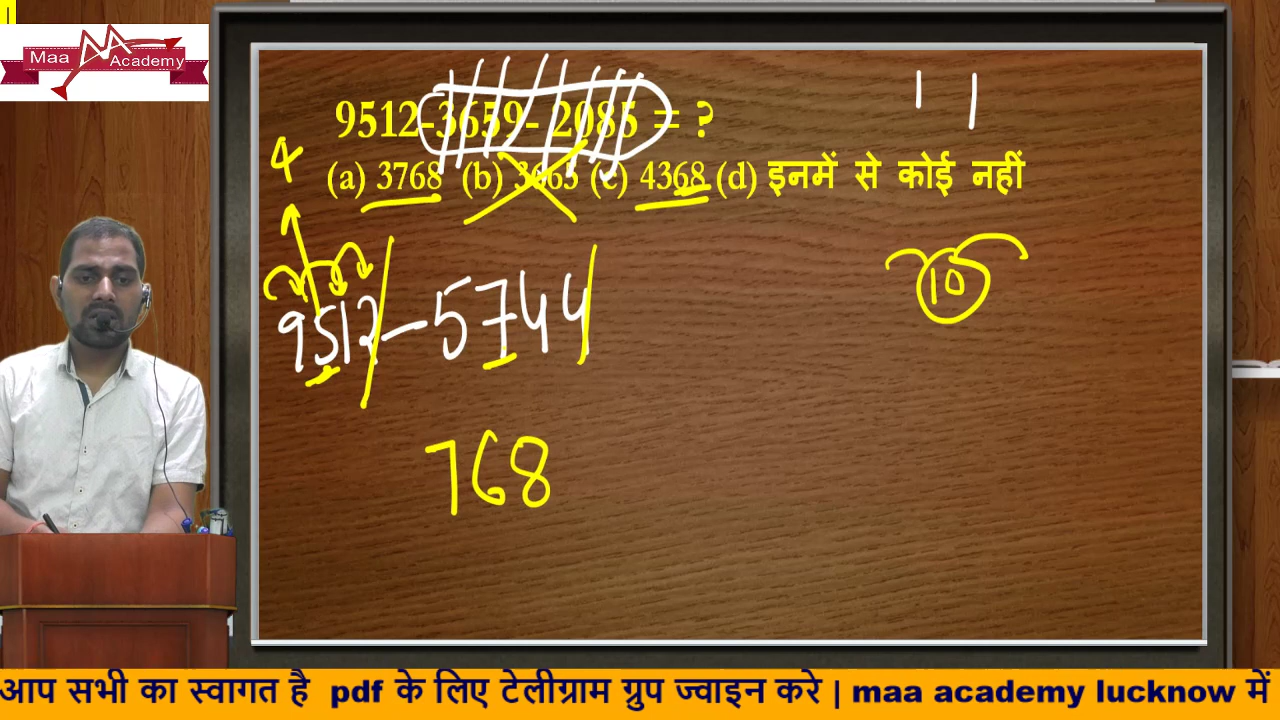 Maa Academy
9512-3659- 2085 = ?
(a) 3768 (b) 3665 (c) 4368 (d) इनमें से कोई नहीं
4
10
9512-5744
768
आप सभी का स्वागत है pdf के लिए टेलीग्राम ग्रुप ज्वाइन करे | maa academy lucknow में